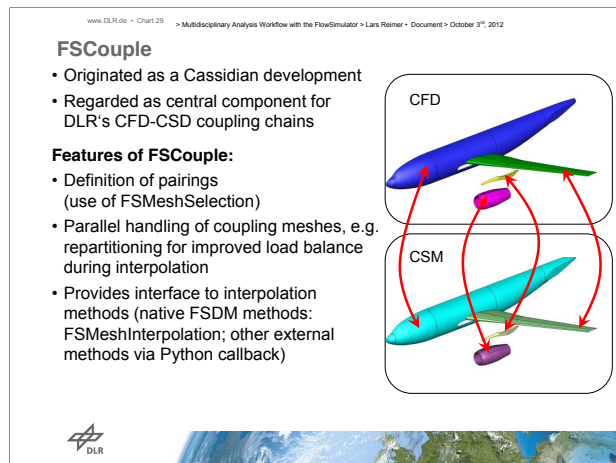 www.DLR.de • Chart 29
> Multidisciplinary Analysis Workflow with the FlowSimulator > Lars Reimer • Document > October 3rd, 2012
FSCouple
• Originated as a Cassidian development
• Regarded as central component for
DLR‘s CFD-CSD coupling chains
Features of FSCouple:
• Definition of pairings
(use of FSMeshSelection)
• Parallel handling of coupling meshes, e.g.
repartitioning for improved load balance
during interpolation
• Provides interface to interpolation
methods (native FSDM methods:
FSMeshInterpolation; other external
methods via Python callback)
CFD
CSM
DLR